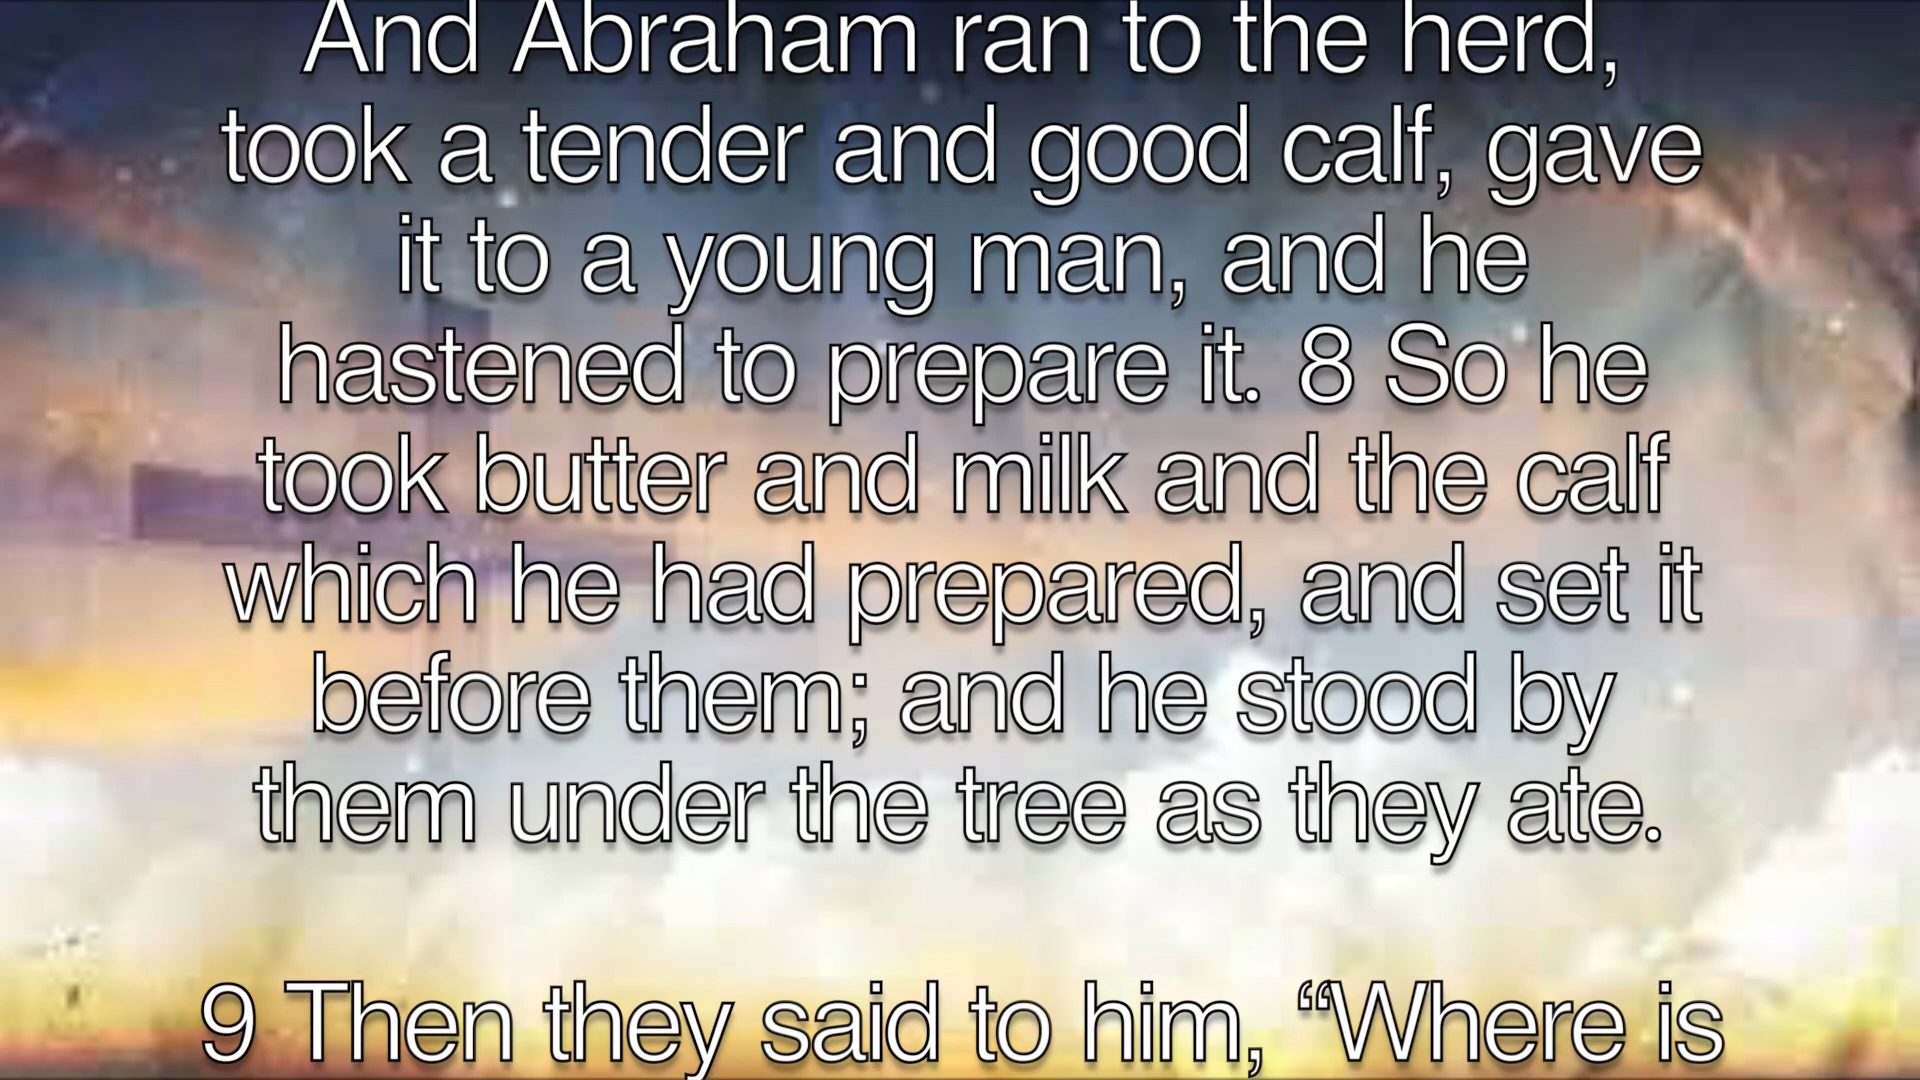 And Abraham ran to the herd,
took a tender and good calf, gave
it to a young man, and he
hastened to prepare it. 8 So he
took butter and milk and the calf
which he had prepared, and set it
before them; and he stood by
them under the tree as they ate.
9 Then they said to him, “Where is